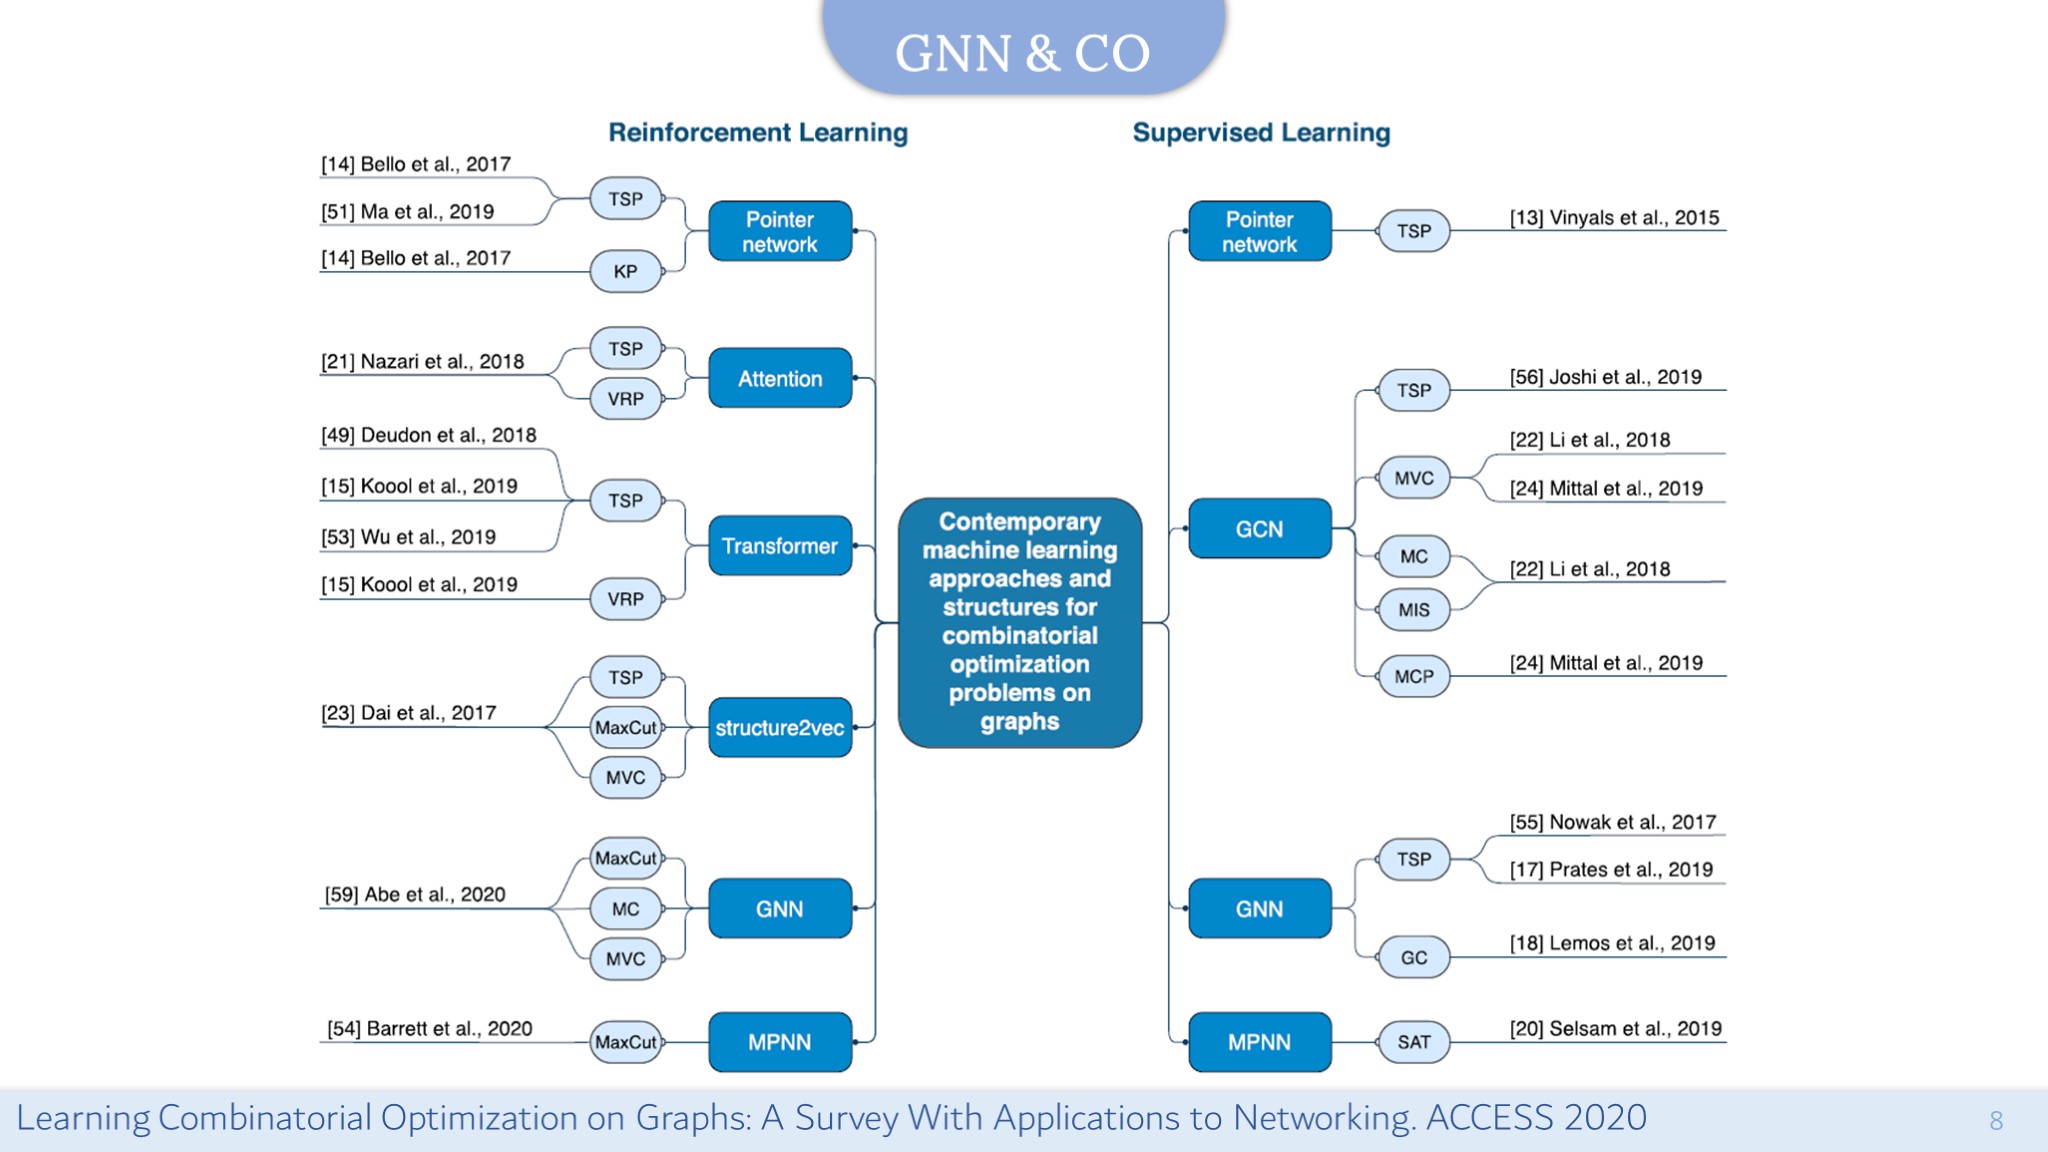 GNN & CO
Reinforcement Learning
Supervised Learning
[14] Bello et al., 2017
[51] Ma et al., 2019
TSP
[14] Bello et al., 2017
KP
Pointer
network
[21] Nazari et al., 2018
TSP
VRP
Attention
[49] Deudon et al., 2018
[15] Koool et al., 2019
[53] Wu et al., 2019
TSP
[15] Koool et al., 2019
VRP
Transformer
[23] Dai et al., 2017
TSP
MaxCut
MVC
structure2vec
[59] Abe et al., 2020
MaxCut
MC
MVC
GNN
[54] Barrett et al., 2020
MaxCut
MPNN
Contemporary
machine learning
approaches and
structures for
combinatorial
optimization
problems on
graphs
Pointer
network
TSP
[13] Vinyals et al., 2015
GCN
TSP
[56] Joshi et al., 2019
MVC
[22] Li et al., 2018
[24] Mittal et al., 2019
MC
MIS
[22] Li et al., 2018
MCP
[24] Mittal et al., 2019
GNN
TSP
[55] Nowak et al., 2017
[17] Prates et al., 2019
GC
[18] Lemos et al., 2019
MPNN
SAT
[20] Selsam et al., 2019
Learning Combinatorial Optimization on Graphs: A Survey With Applications to Networking. ACCESS 2020
8